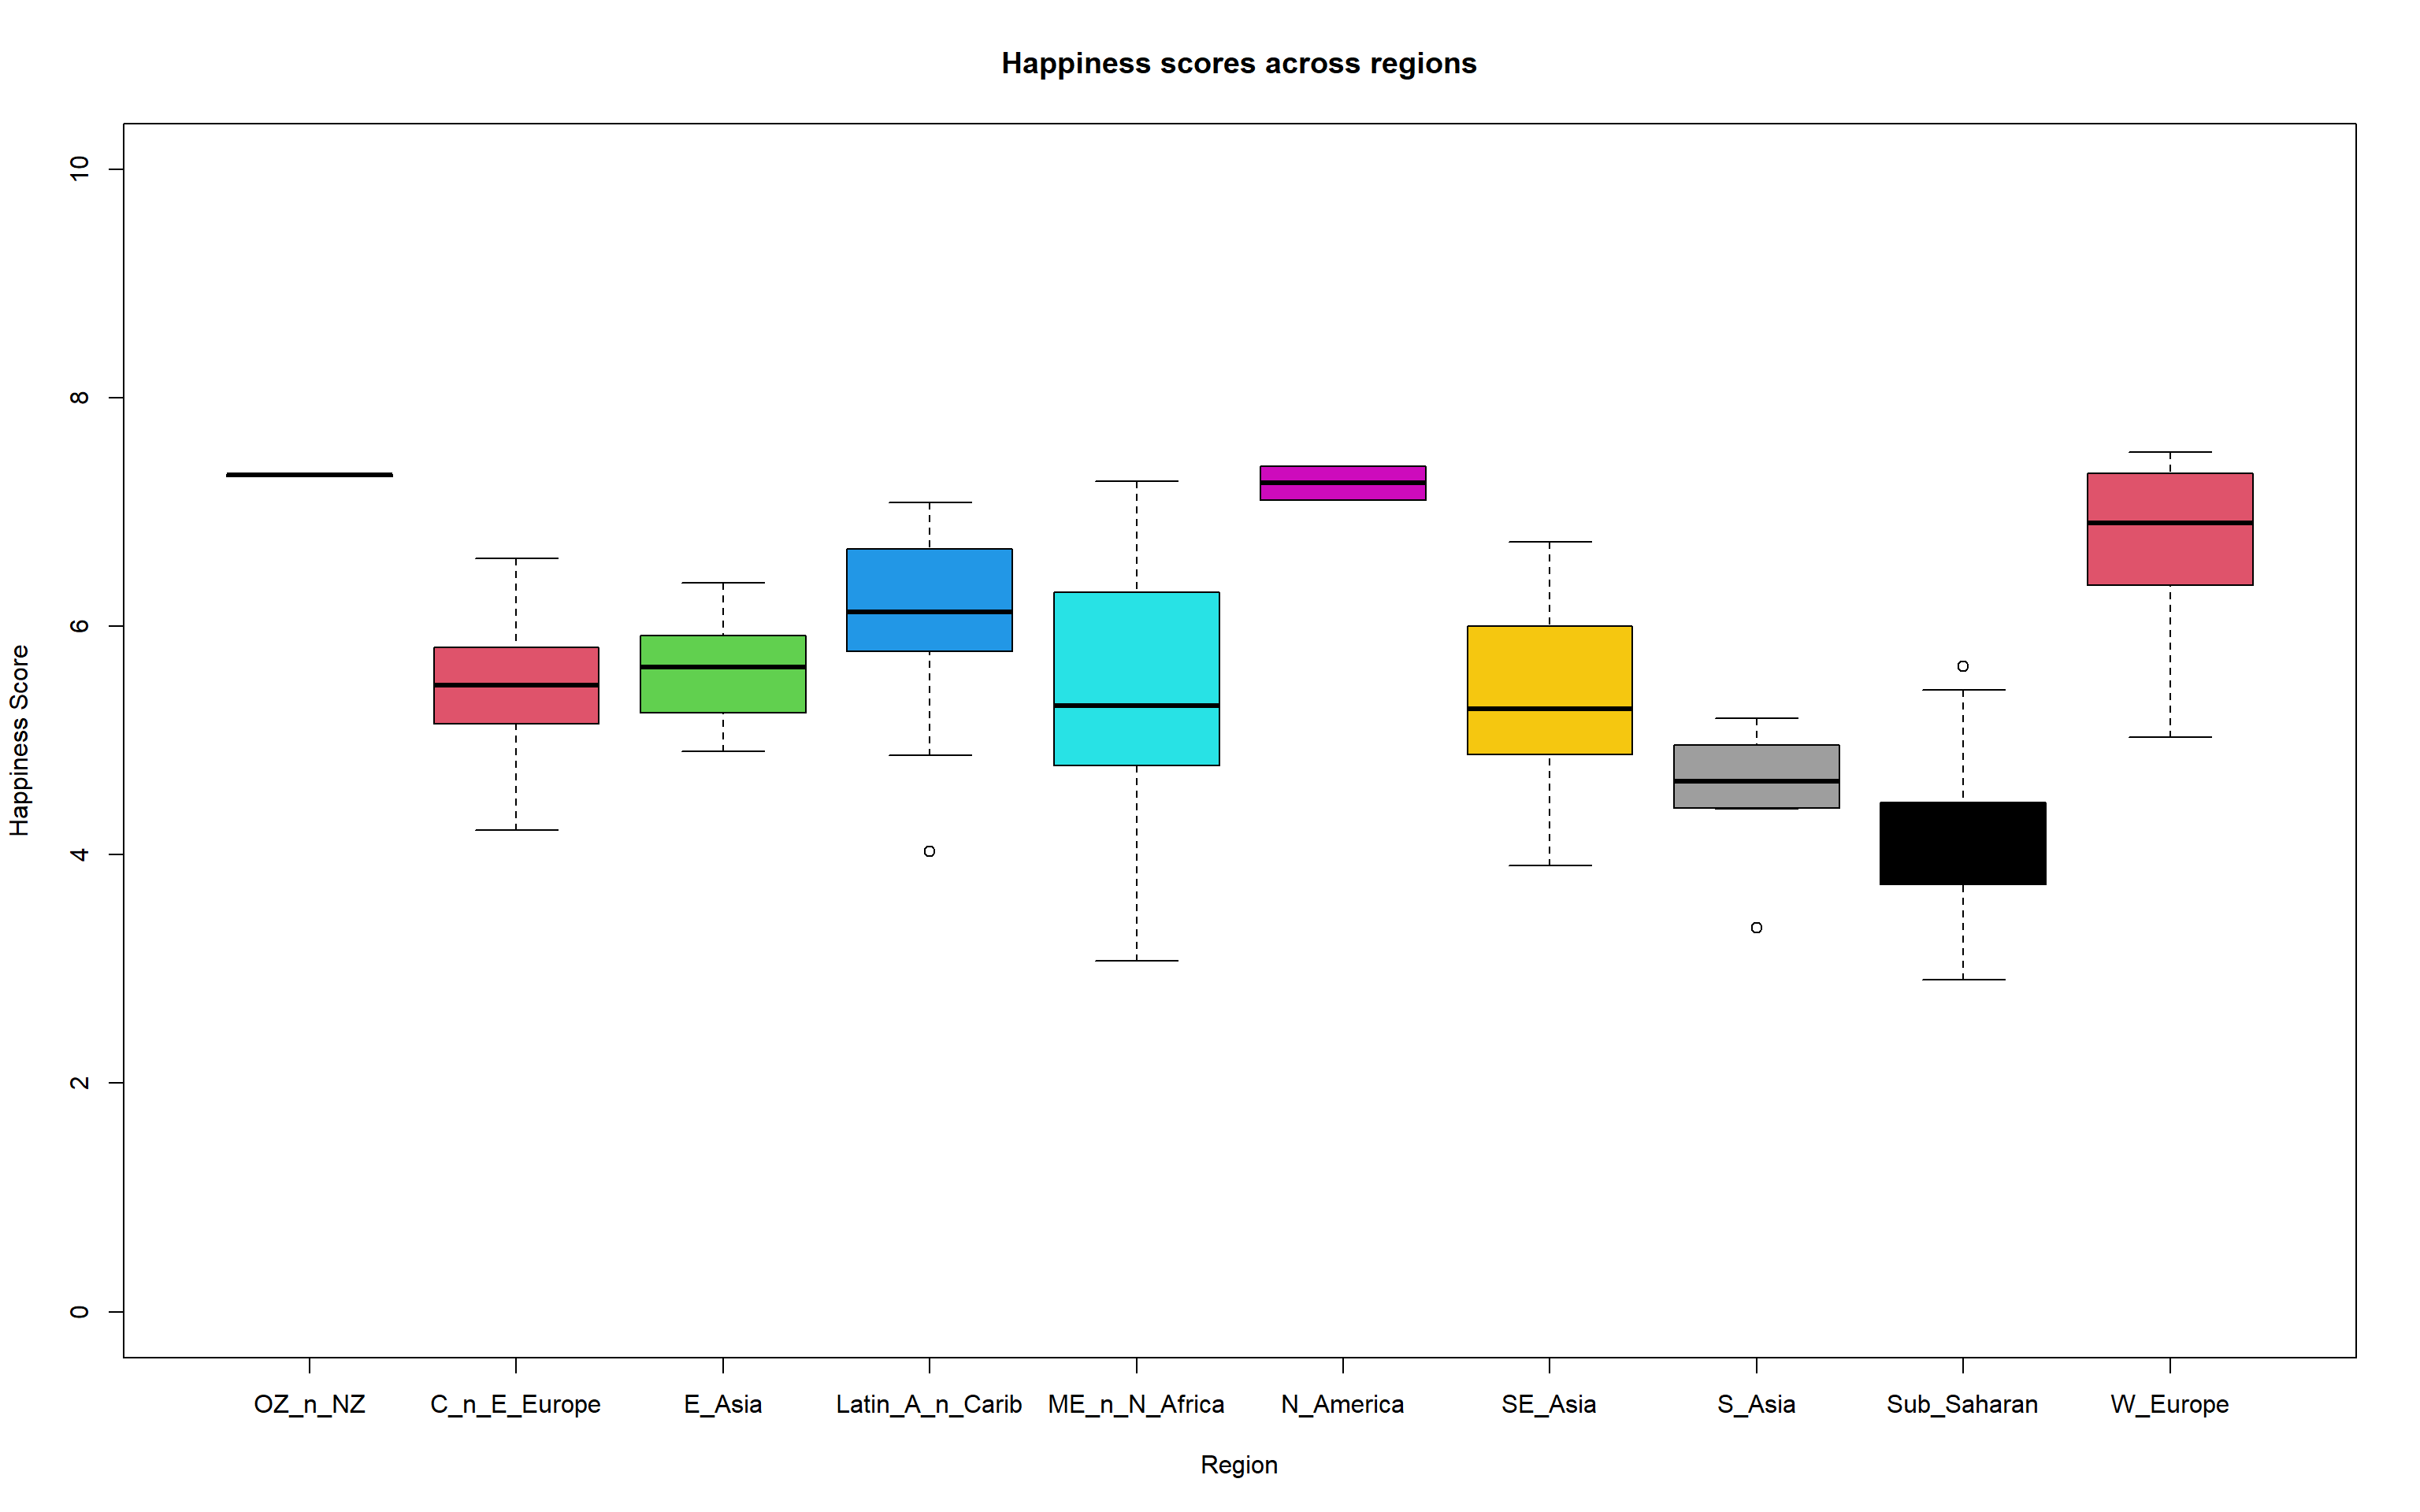 Happiness scores across regions
Happiness Score
10
8
6
4
2
0
OZ_n_NZ C_n_E_Europe E_Asia Latin_A_n_Carib ME_n_N_Africa N_America SE_Asia S_Asia Sub_Saharan W_Europe
Region